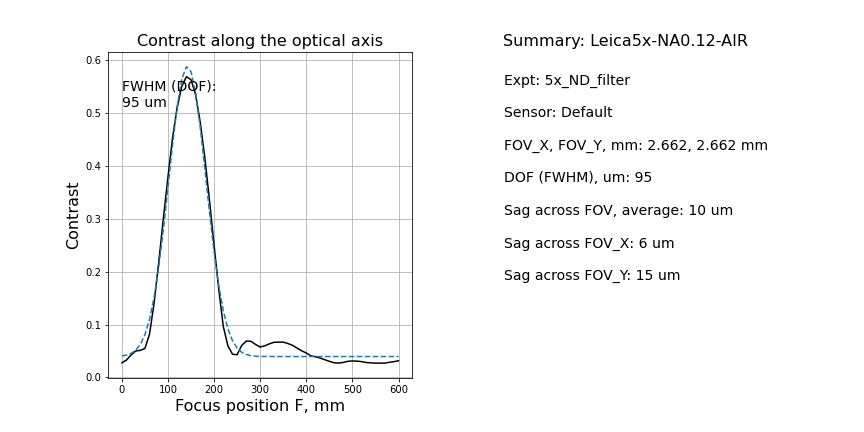 Contrast along the optical axis
0.6
0.5
0.4
0.3
0.2
0.1
0.0
Contrast
FWHM (DOF):
95 um
0 100 200 300 400 500 600
Focus position F, mm
Summary: Leica5x-NA0.12-AIR
Expt: 5x_ND_filter
Sensor: Default
FOV_X, FOV_Y, mm: 2.662, 2.662 mm
DOF (FWHM), um: 95
Sag across FOV, average: 10 um
Sag across FOV_X: 6 um
Sag across FOV_Y: 15 um